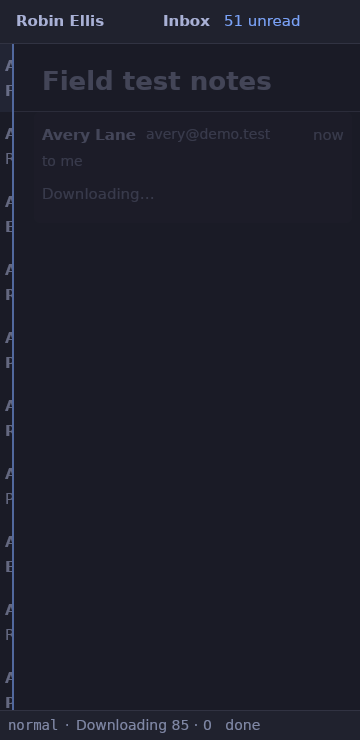 Robin Ellis Inbox 51 unread
Field test notes
Avery Lane avery@demo.test now
to me
Downloading...
A
F
A
R
A
E
A
R
A
P
A
R
A
P
A
E
A
R
A
F
normal · Downloading 85 · 0 done